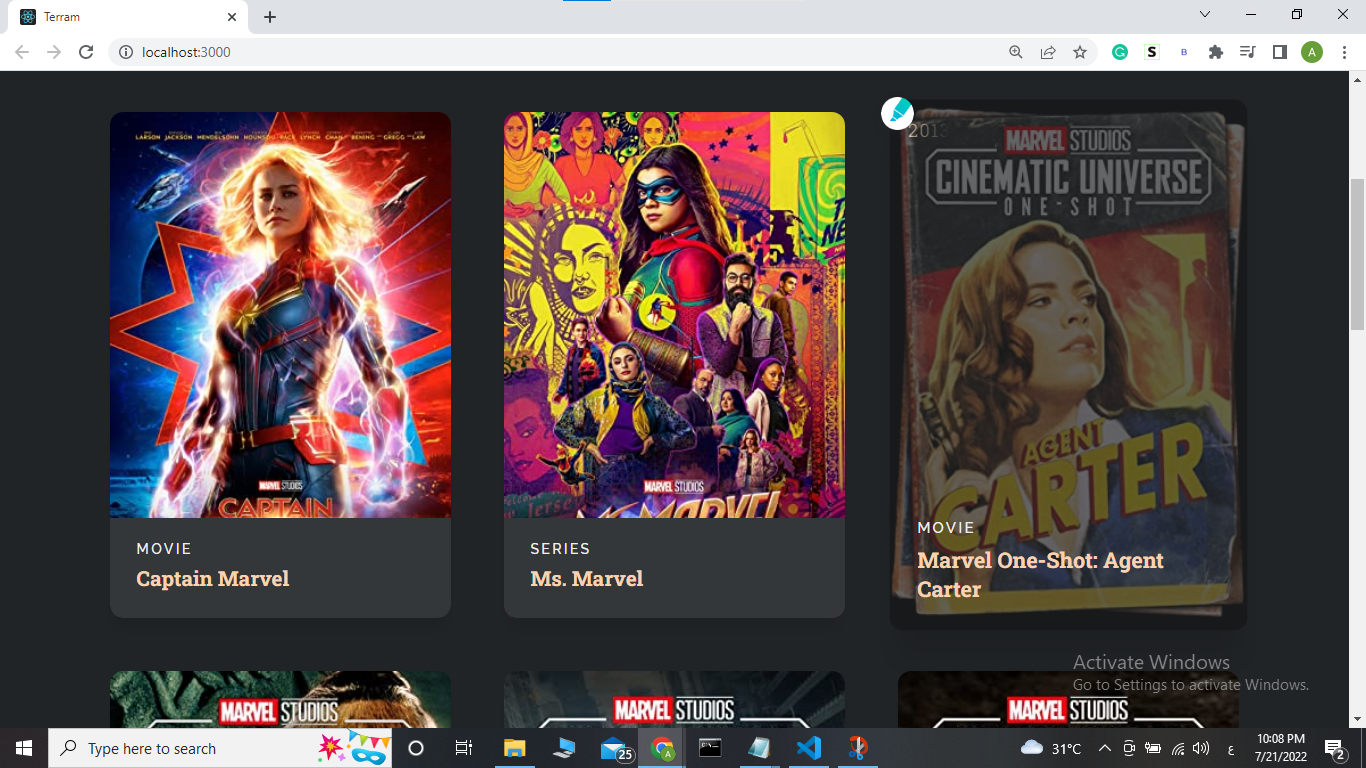 Terram
localhost:3000
S
B
A
LARSON JACKSON MENDELSOHN HOUNSOU PACE LYNCH CHAN BENING GREGG LAW
MARVEL STUDIOS
CAPTAIN
MOVIE
Captain Marvel
MARVEL STUDIOS
MS. MARVEL
SERIES
Ms. Marvel
2013
MARVEL STUDIOS
CINEMATIC UNIVERSE
ONE-SHOT
AGENT
CARTER
MOVIE
Marvel One-Shot: Agent
Carter
MARVEL STUDIOS
MARVEL STUDIOS
MARVEL STUDIOS
Activate Windows
Go to Settings to activate Windows.
Type here to search
25
A
31°C
ع
10:08 PM
7/21/2022
2